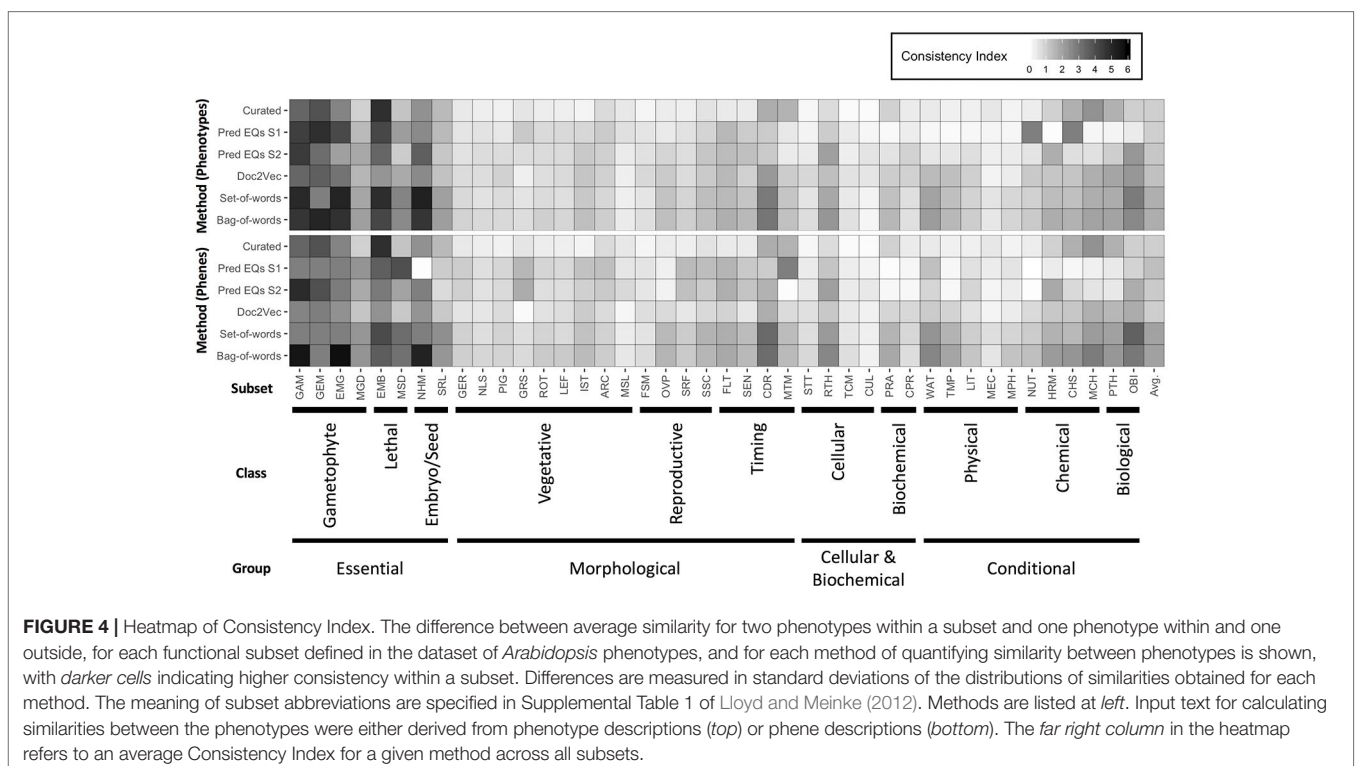 Consistency Index
0 1 2 3 4 5 6
Method (Phenotypes)
Curated
Pred EQs S1
Pred EQs S2
Doc2Vec
Set-of-words
Bag-of-words
Method (Phenes)
Curated
Pred EQs S1
Pred EQs S2
Doc2Vec
Set-of-words
Bag-of-words
Subset
GAM GEM EMG MGD EMB MSD NHM SRL GER NLS PIG GRS ROT LEF IST ARC MSL FSM OVP SRF SSC FLT SEN CDR MTM STT RTH TCM CUL PRA CPR WAT TMP LIT MEC MPH NUT HRM CHS MCH PTH OBI Avg.
Class
Gametophyte Lethal Embryo/Seed Vegetative Reproductive Timing Cellular Biochemical Physical Chemical Biological
Group
Essential Morphological Cellular & Biochemical Conditional
FIGURE 4 | Heatmap of Consistency Index. The difference between average similarity for two phenotypes within a subset and one phenotype within and one
outside, for each functional subset defined in the dataset of Arabidopsis phenotypes, and for each method of quantifying similarity between phenotypes is shown,
with darker cells indicating higher consistency within a subset. Differences are measured in standard deviations of the distributions of similarities obtained for each
method. The meaning of subset abbreviations are specified in Supplemental Table 1 of Lloyd and Meinke (2012). Methods are listed at left. Input text for calculating
similarities between the phenotypes were either derived from phenotype descriptions (top) or phene descriptions (bottom). The far right column in the heatmap
refers to an average Consistency Index for a given method across all subsets.